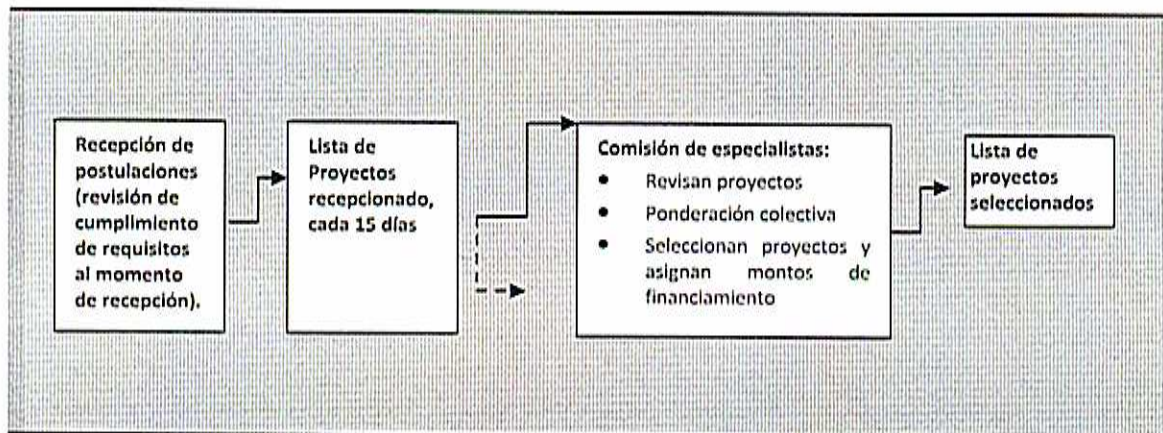 Recepción de
postulaciones
(revisión de
cumplimiento
de requisitos
al momento
de recepción).
Lista de
Proyectos
recepcionado,
cada 15 días
Comisión de especialistas:
● Revisan proyectos
● Ponderación colectiva
● Seleccionan proyectos y
asignan montos de
financiamiento
Lista de
proyectos
seleccionados